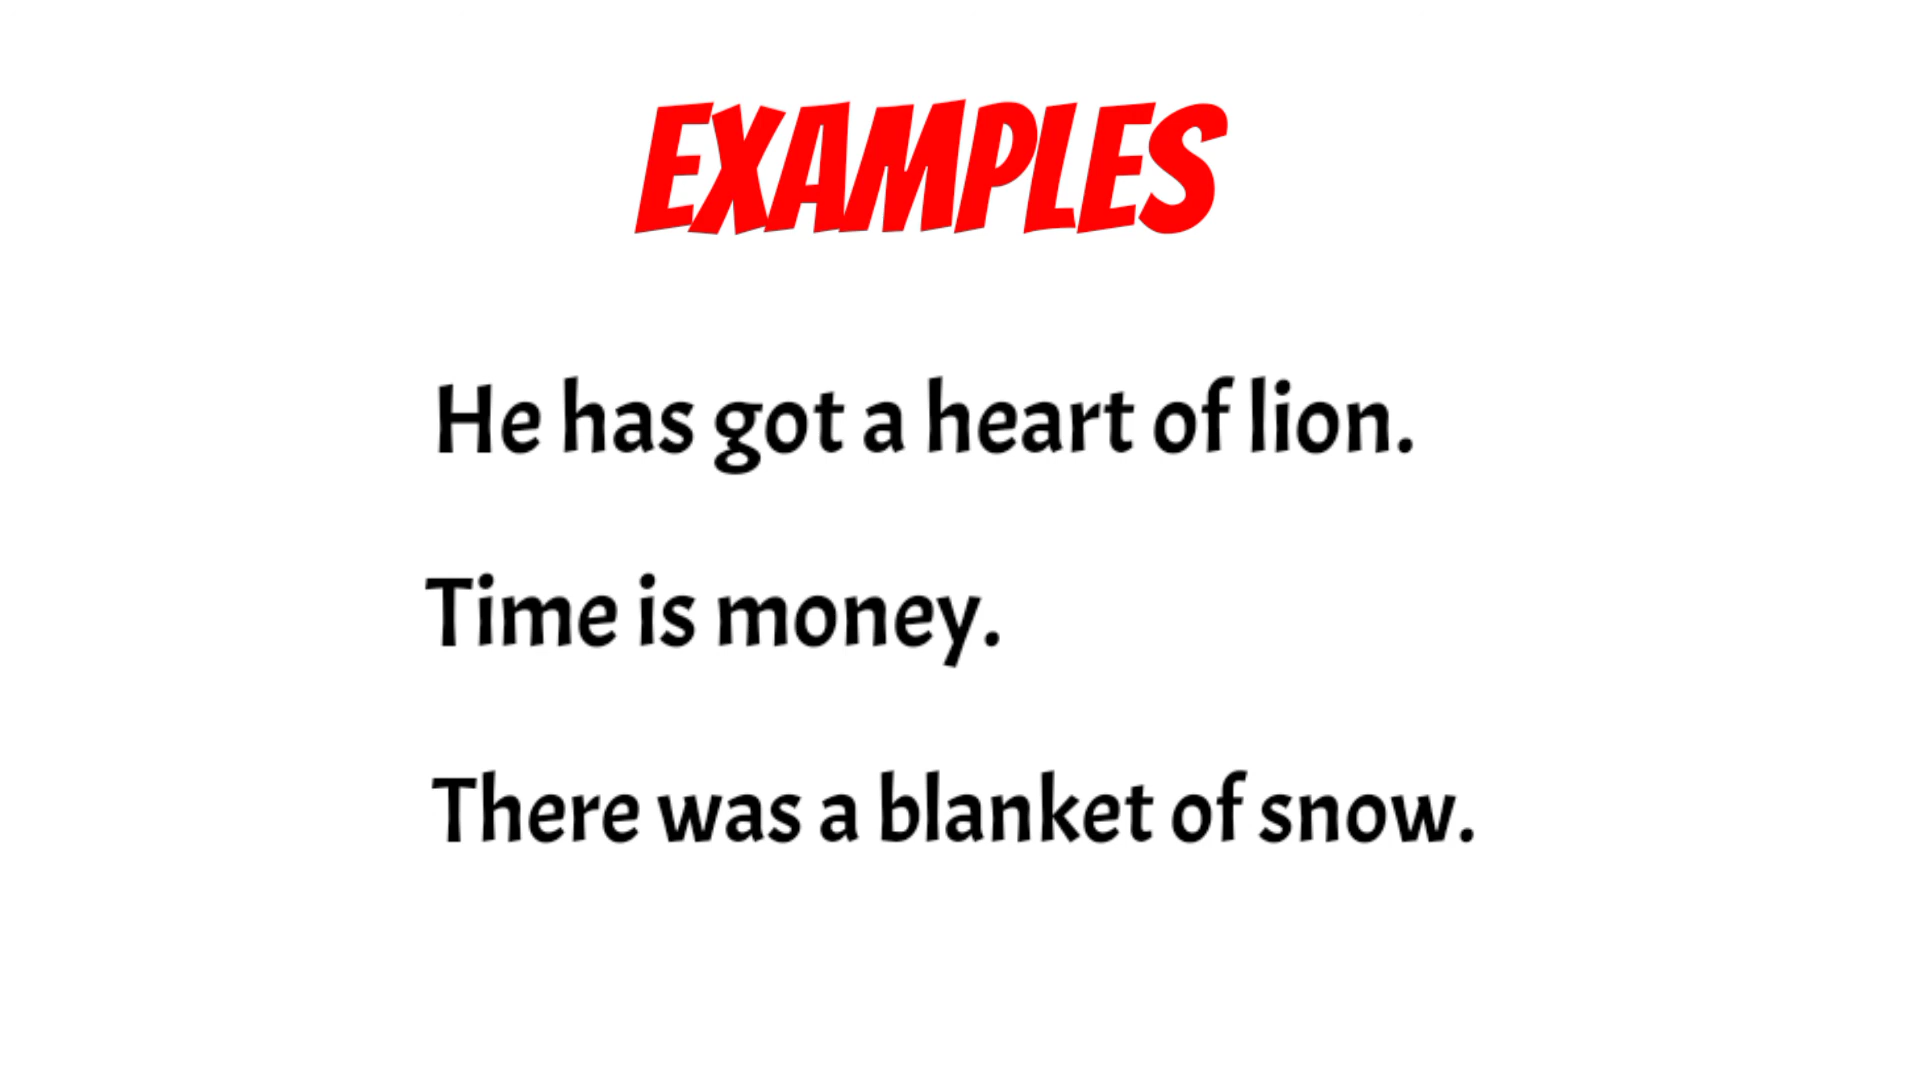 EXAMPLES
He has got a heart of lion.
Time is money.
There was a blanket of snow.